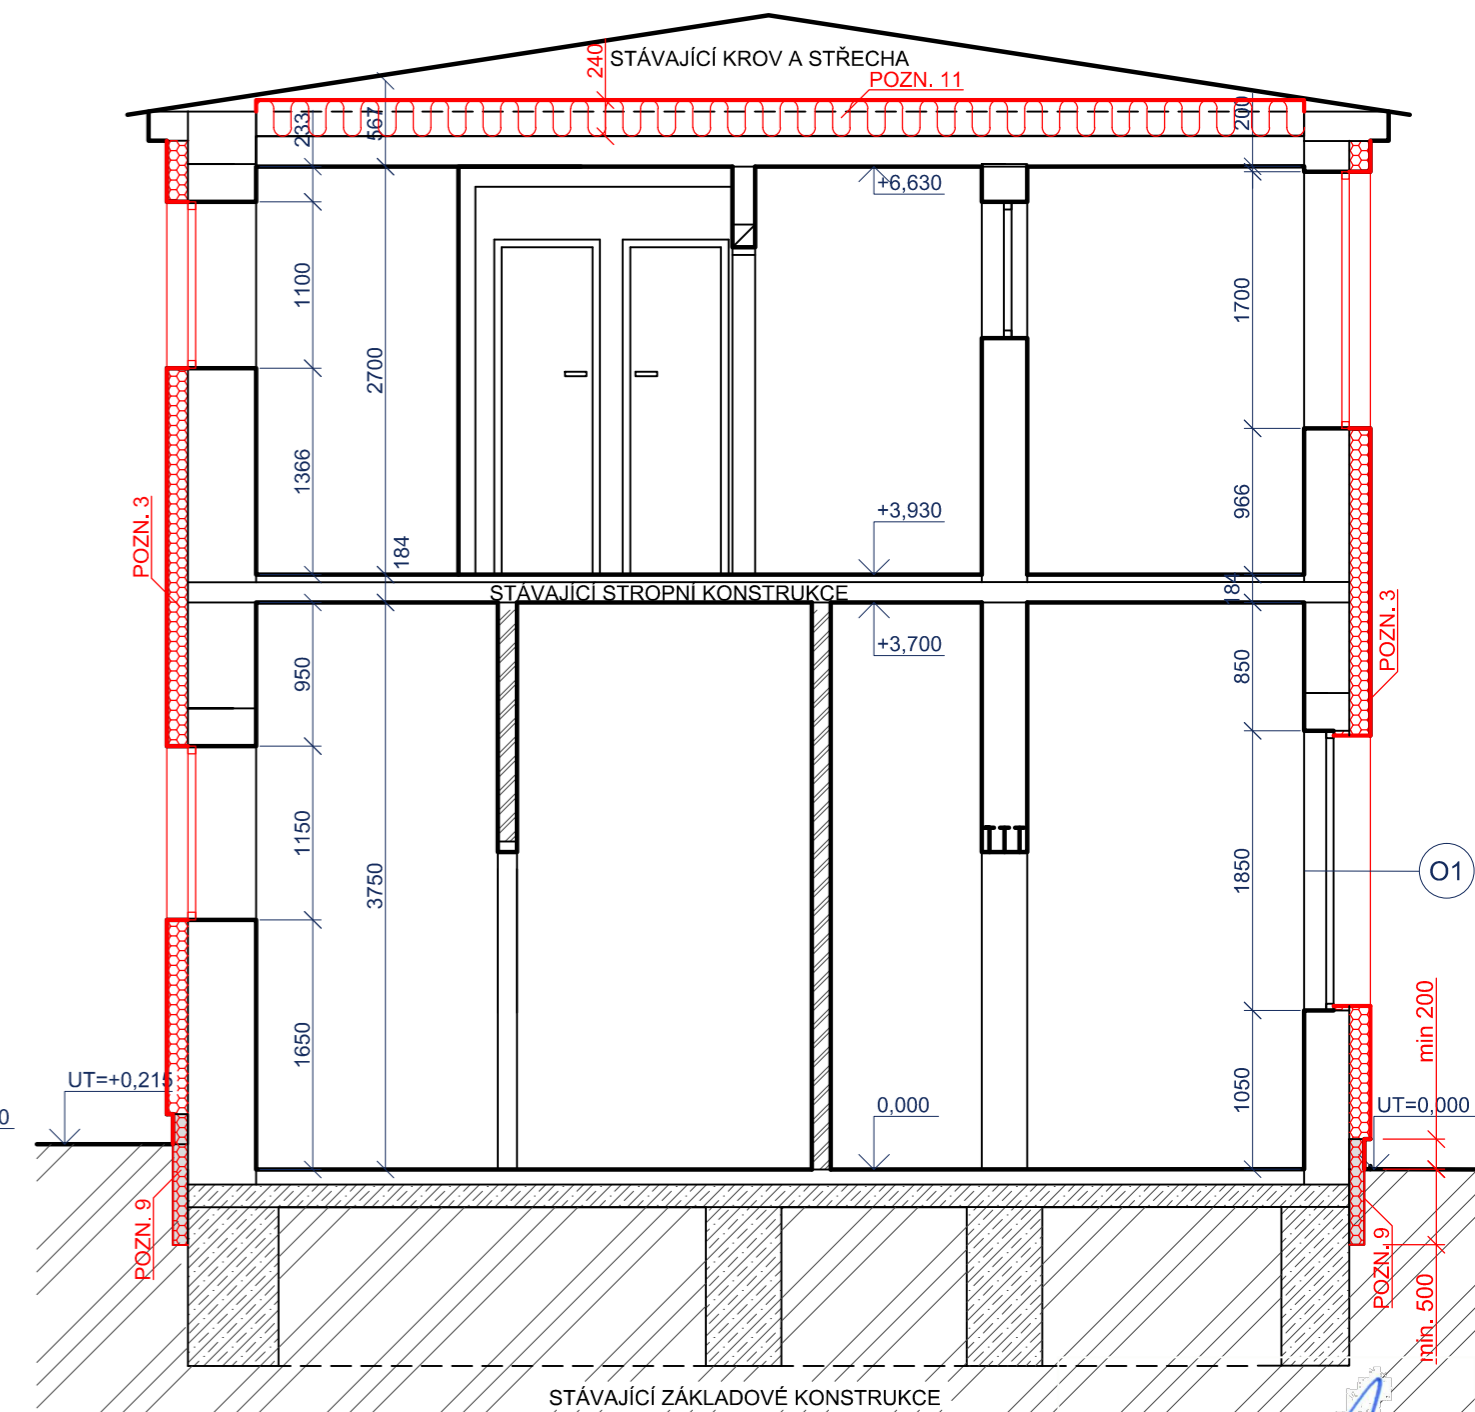 STÁVAJÍCÍ KROV A STŘECHA
240
POZN. 11
233
567
200
+6,630
1100
2700
1700
1366
966
POZN. 3
+3,930
184
STÁVAJÍCÍ STROPNÍ KONSTRUKCE
184
POZN. 3
+3,700
950
850
1150
3750
1850
O1
1650
1050
min 200
UT=+0,215
0
0,000
UT=0,000
POZN. 9
POZN. 9
min. 500
STÁVAJÍCÍ ZÁKLADOVÉ KONSTRUKCE